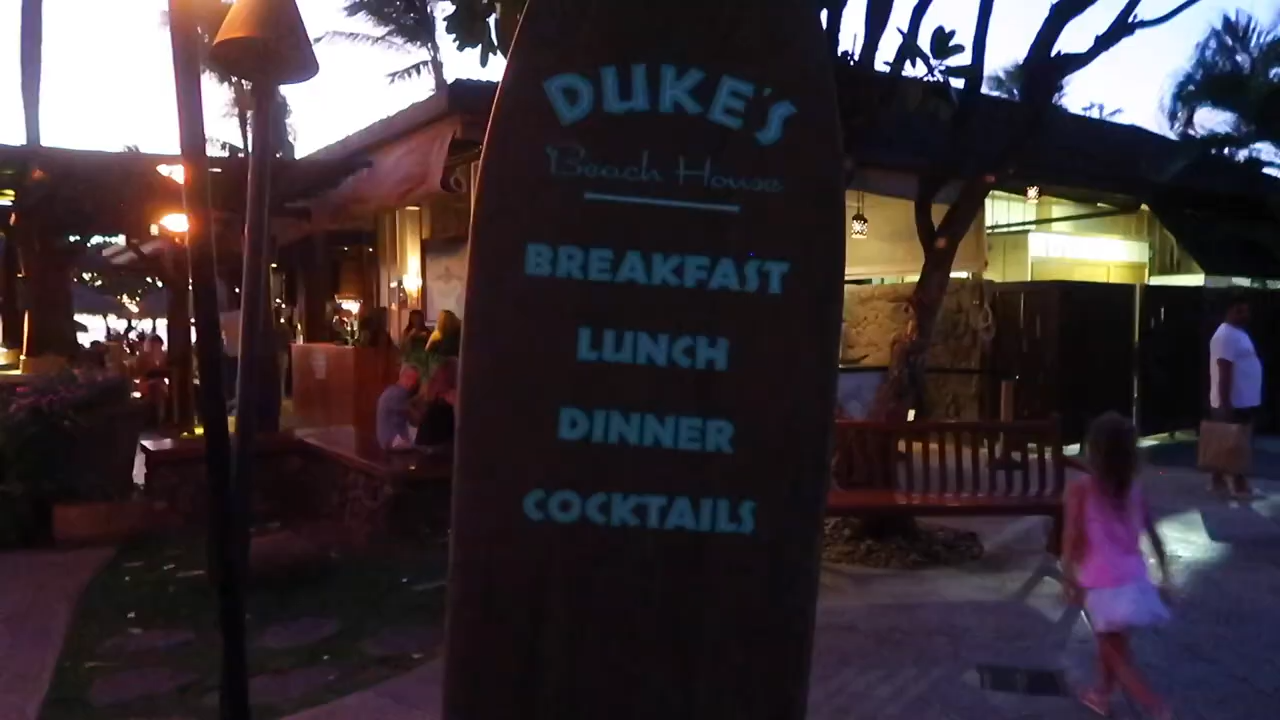 DUKE'S
Beach House
BREAKFAST
LUNCH
DINNER
COCKTAILS